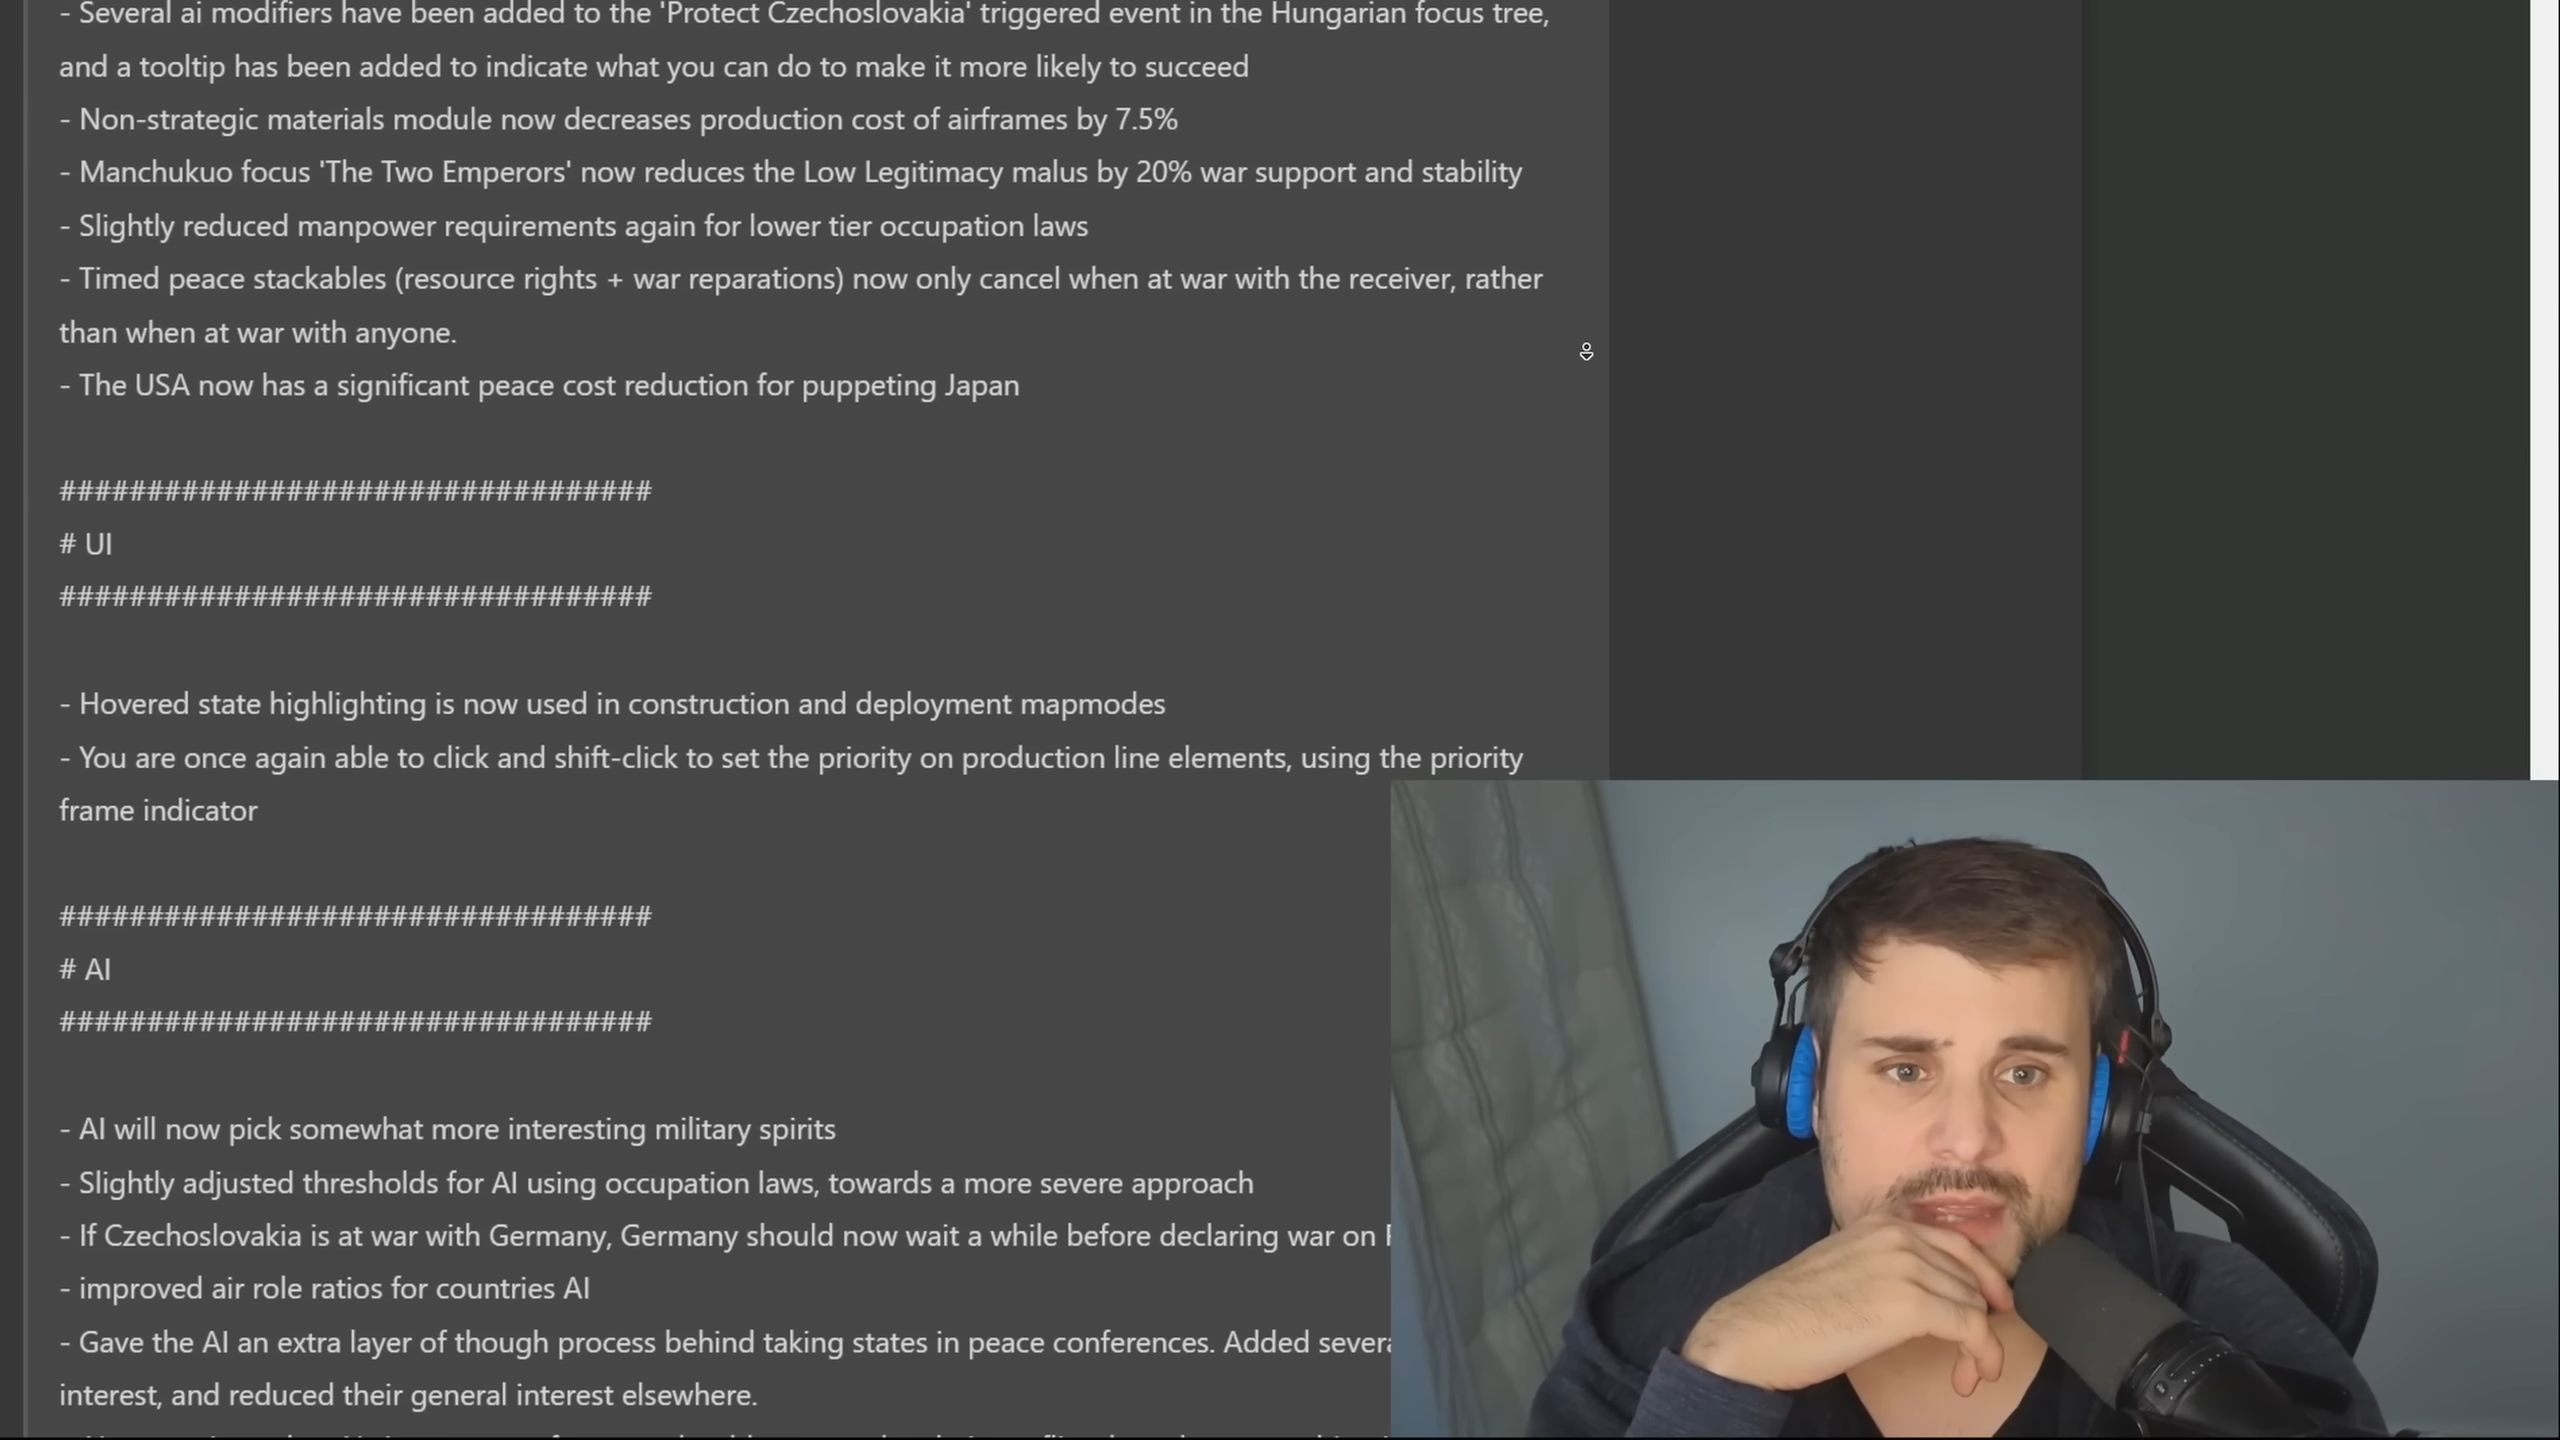 - Several ai modifiers have been added to the 'Protect Czechoslovakia' triggered event in the Hungarian focus tree,
and a tooltip has been added to indicate what you can do to make it more likely to succeed
- Non-strategic materials module now decreases production cost of airframes by 7.5%
- Manchukuo focus 'The Two Emperors' now reduces the Low Legitimacy malus by 20% war support and stability
- Slightly reduced manpower requirements again for lower tier occupation laws
- Timed peace stackables (resource rights + war reparations) now only cancel when at war with the receiver, rather
than when at war with anyone.
- The USA now has a significant peace cost reduction for puppeting Japan
##################################
# UI
##################################
- Hovered state highlighting is now used in construction and deployment mapmodes
- You are once again able to click and shift-click to set the priority on production line elements, using the priority
frame indicator
##################################
# AI
##################################
- AI will now pick somewhat more interesting military spirits
- Slightly adjusted thresholds for AI using occupation laws, towards a more severe approach
- If Czechoslovakia is at war with Germany, Germany should now wait a while before declaring war on
- improved air role ratios for countries AI
- Gave the AI an extra layer of though process behind taking states in peace conferences. Added
interest, and reduced their general interest elsewhere.